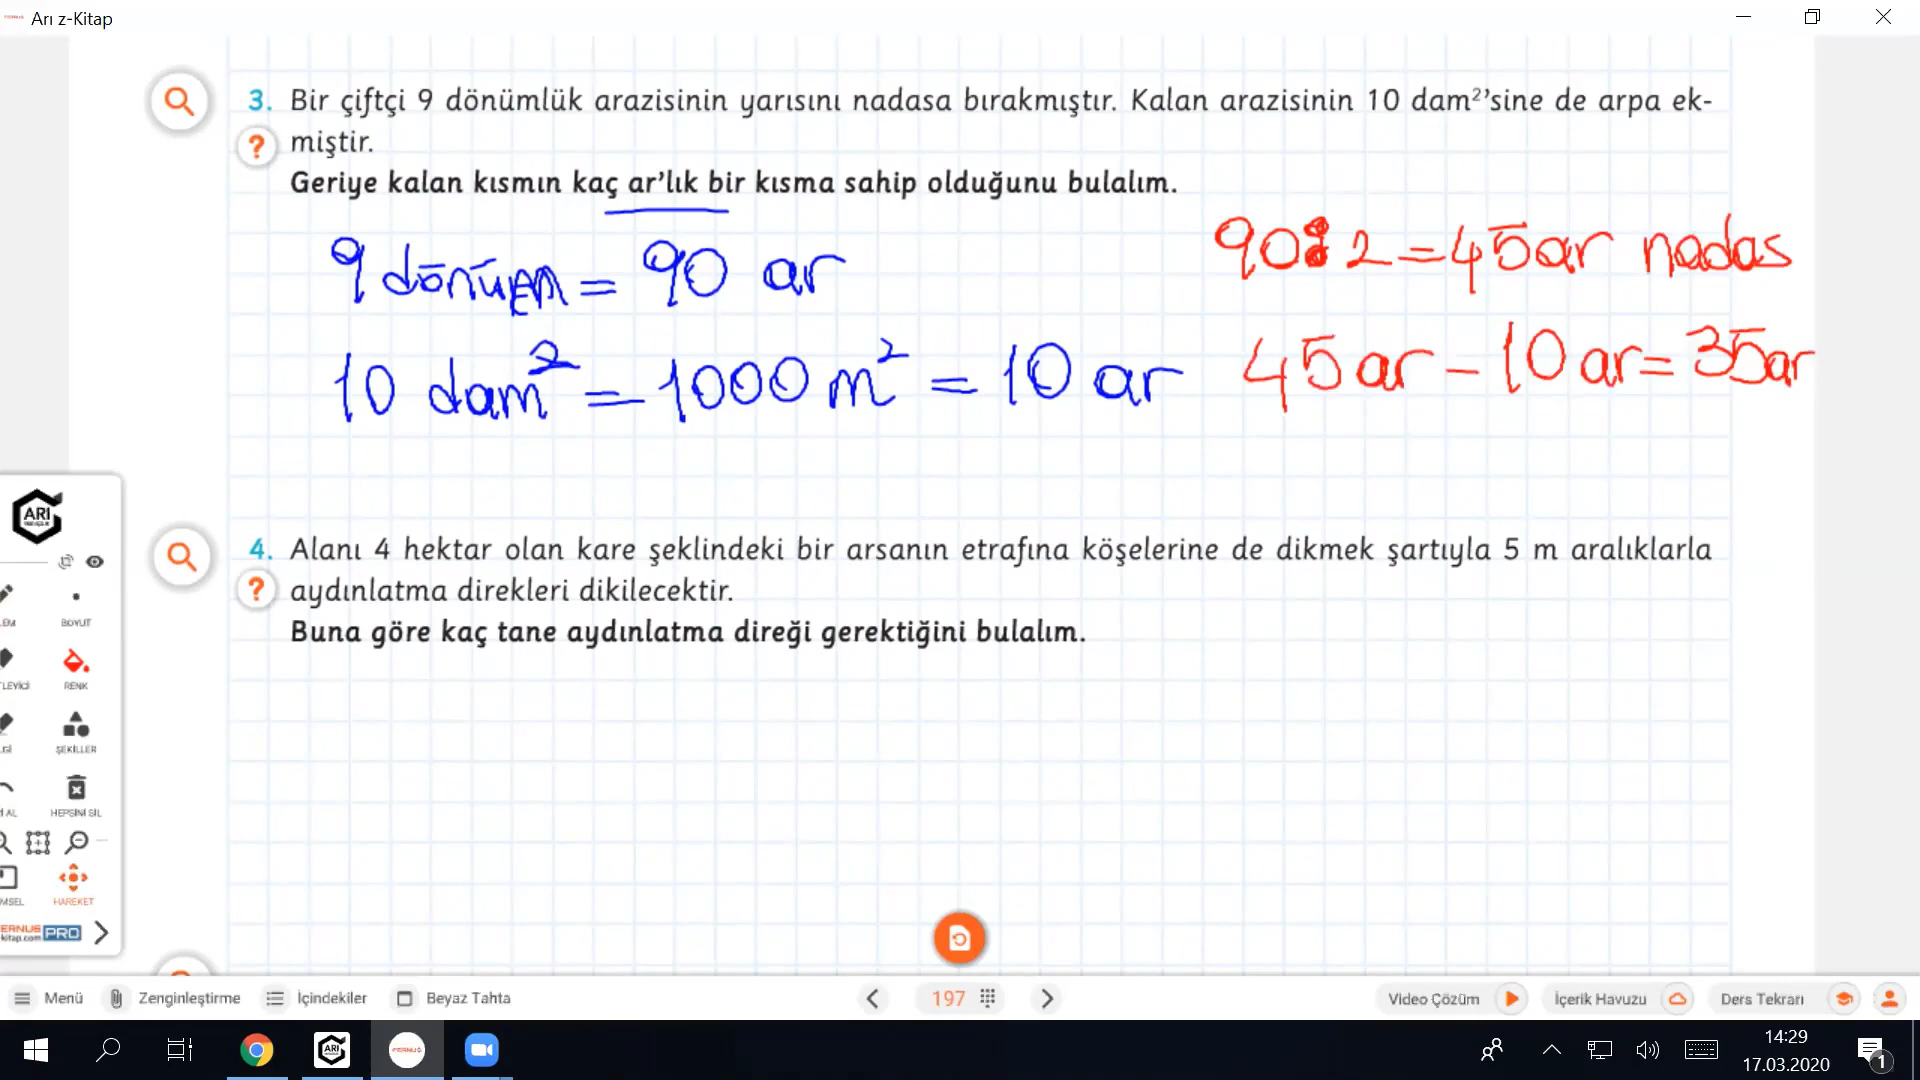 Arı z-Kitap
3. Bir çiftçi 9 dönümlük arazisinin yarısını nadasa bırakmıştır. Kalan arazisinin 10 dam²'sine de arpa ek-
miştir.
Geriye kalan kısmın kaç ar'lık bir kısma sahip olduğunu bulalım.
9 dönüm = 90 ar
90:2=45ar nadas
10 dam² = 1000 m² = 10 ar
45 ar - 10 ar = 35ar
4. Alanı 4 hektar olan kare şeklindeki bir arsanın etrafına köşelerine de dikmek şartıyla 5 m aralıklarla
aydınlatma direkleri dikilecektir.
Buna göre kaç tane aydınlatma direği gerektiğini bulalım.
ARI
BOYUT
RENK
ŞEKİLLER
HEPSİNİ SİL
HAREKET
PRO
Menü Zenginleştirme İçindekiler Beyaz Tahta 197 Video Çözüm İçerik Havuzu Ders Tekrarı
14:29
17.03.2020
1